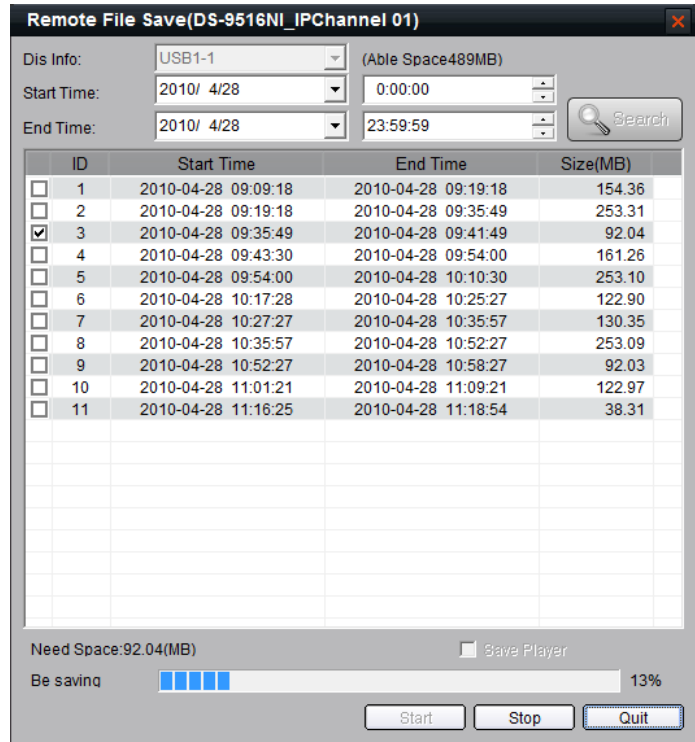 Remote File Save(DS-9516NI_IPChannel 01)
Dis Info: USB1-1 (Able Space489MB)
Start Time: 2010/ 4/28 0:00:00
End Time: 2010/ 4/28 23:59:59 Search
ID Start Time End Time Size(MB)
1 2010-04-28 09:09:18 2010-04-28 09:19:18 154.36
2 2010-04-28 09:19:18 2010-04-28 09:35:49 253.31
3 2010-04-28 09:35:49 2010-04-28 09:41:49 92.04
4 2010-04-28 09:43:30 2010-04-28 09:54:00 161.26
5 2010-04-28 09:54:00 2010-04-28 10:10:30 253.10
6 2010-04-28 10:17:28 2010-04-28 10:25:27 122.90
7 2010-04-28 10:27:27 2010-04-28 10:35:57 130.35
8 2010-04-28 10:35:57 2010-04-28 10:52:27 253.09
9 2010-04-28 10:52:27 2010-04-28 10:58:27 92.03
10 2010-04-28 11:01:21 2010-04-28 11:09:21 122.97
11 2010-04-28 11:16:25 2010-04-28 11:18:54 38.31
Need Space:92.04(MB) Save Player
Be saving 13%
Start Stop Quit